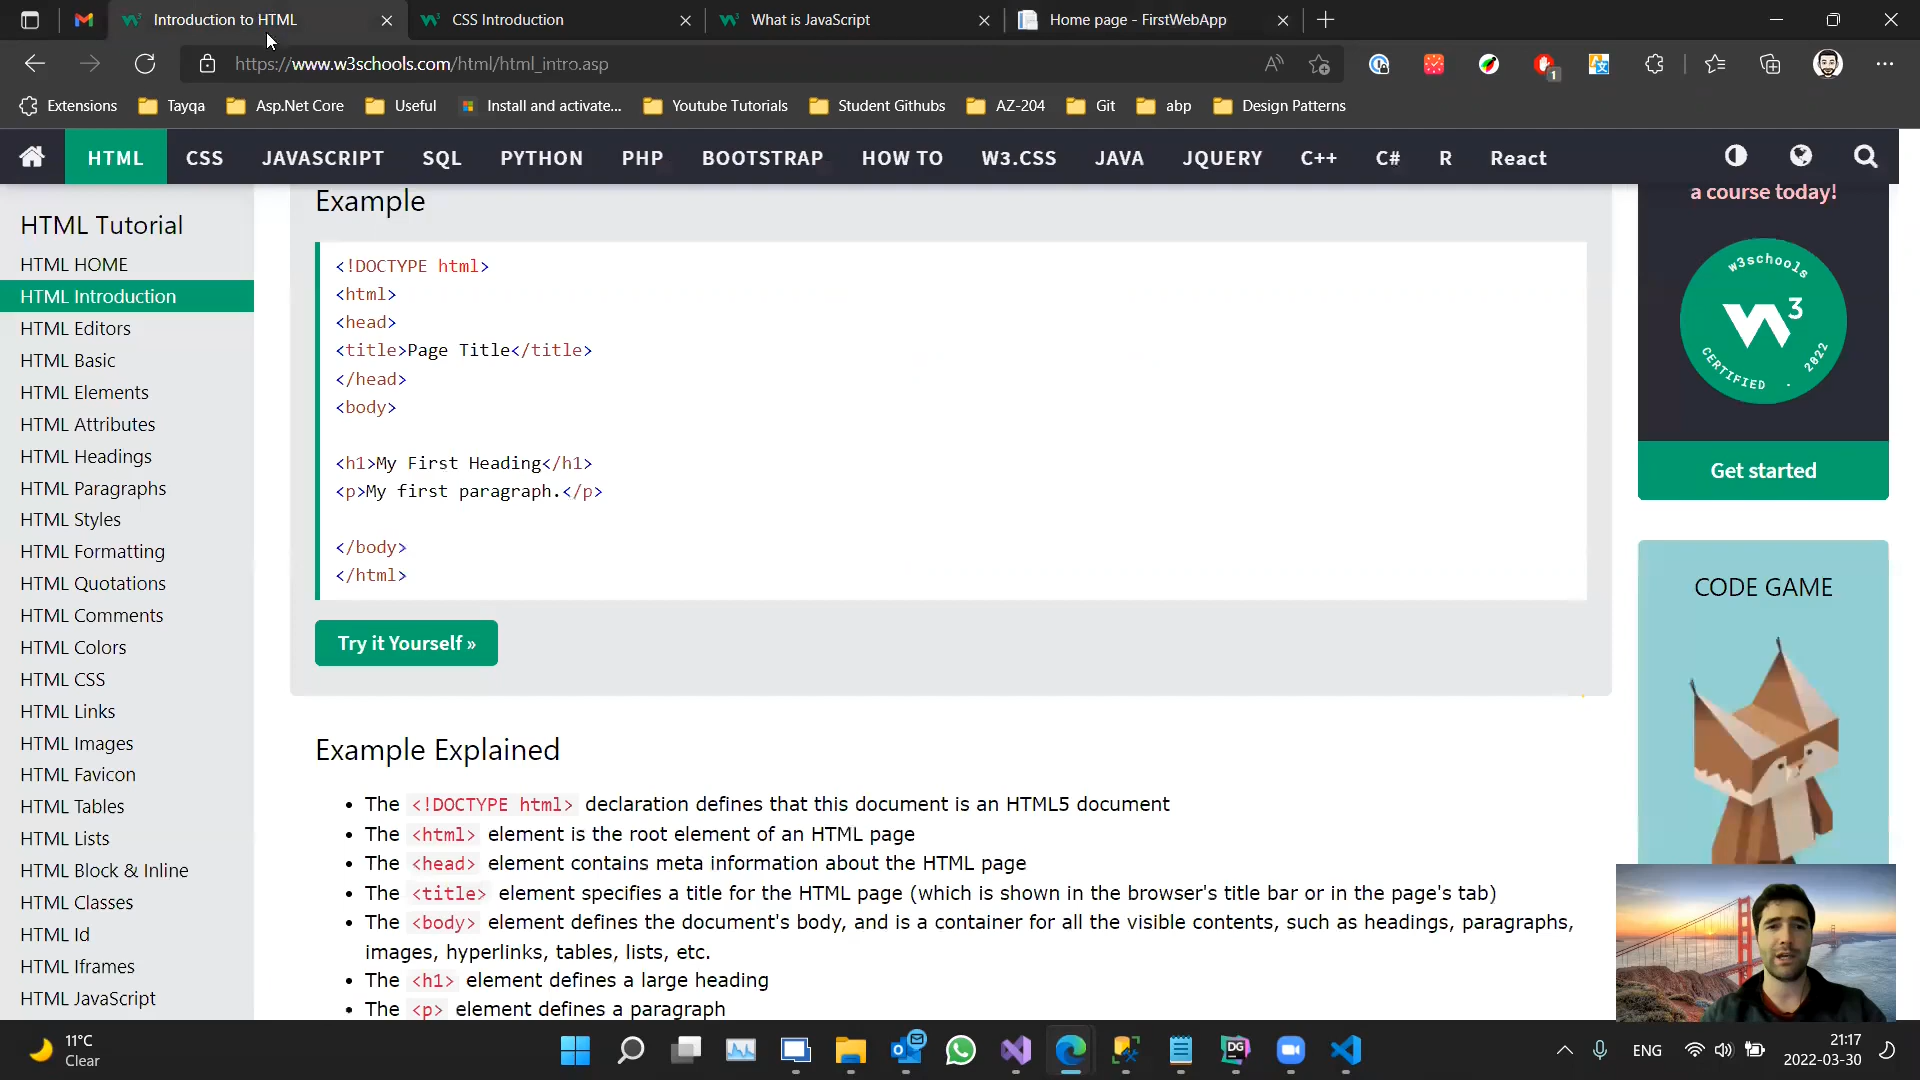 Introduction to HTML
CSS Introduction
What is JavaScript
Home page - FirstWebApp
https://www.w3schools.com/html/html_intro.asp
1
Extensions
Tayqa
Asp.Net Core
Useful
Install and activate...
Youtube Tutorials
Student Githubs
AZ-204
Git
abp
Design Patterns
HTML
CSS
JAVASCRIPT
SQL
PYTHON
PHP
BOOTSTRAP
HOW TO
W3.CSS
JAVA
JQUERY
C++
C#
R
React
HTML Tutorial
HTML HOME
HTML Introduction
HTML Editors
HTML Basic
HTML Elements
HTML Attributes
HTML Headings
HTML Paragraphs
HTML Styles
HTML Formatting
HTML Quotations
HTML Comments
HTML Colors
HTML CSS
HTML Links
HTML Images
HTML Favicon
HTML Tables
HTML Lists
HTML Block & Inline
HTML Classes
HTML Id
HTML Iframes
HTML JavaScript
Example
<!DOCTYPE html>
<html>
<head>
<title>Page Title</title>
</head>
<body>
<h1>My First Heading</h1>
<p>My first paragraph.</p>
</body>
</html>
Try it Yourself »
Example Explained
• The <!DOCTYPE html> declaration defines that this document is an HTML5 document
• The <html> element is the root element of an HTML page
• The <head> element contains meta information about the HTML page
• The <title> element specifies a title for the HTML page (which is shown in the browser's title bar or in the page's tab)
• The <body> element defines the document's body, and is a container for all the visible contents, such as headings, paragraphs,
images, hyperlinks, tables, lists, etc.
• The <h1> element defines a large heading
• The <p> element defines a paragraph
a course today!
w3schools
3
CERTIFIED . 2022
Get started
CODE GAME
11°C
Clear
DG
ENG
21:17
2022-03-30